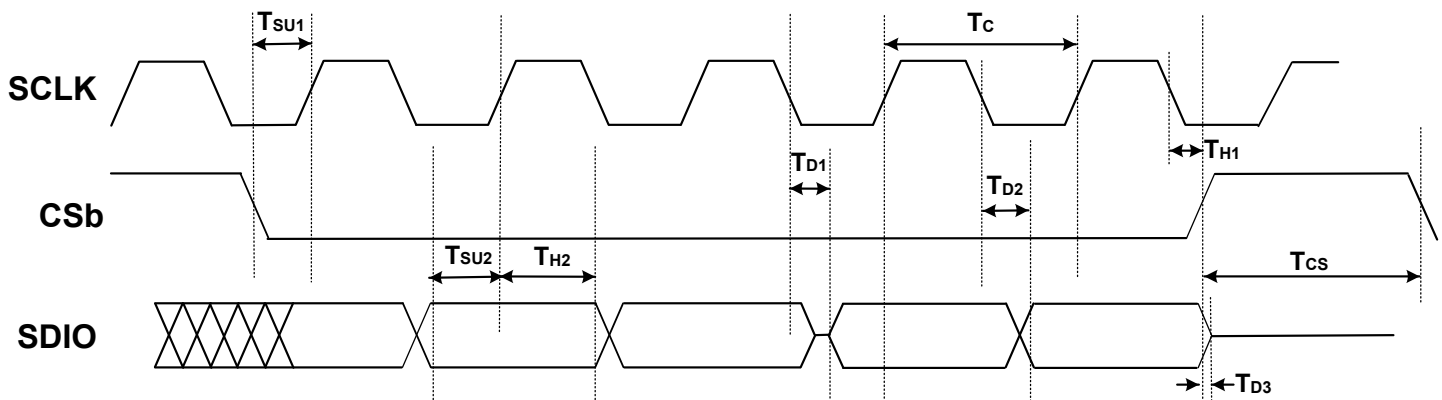 TSU1
TC
SCLK
TH1
TD1
TD2
CSb
TSU2
TH2
TCS
SDIO
TD3